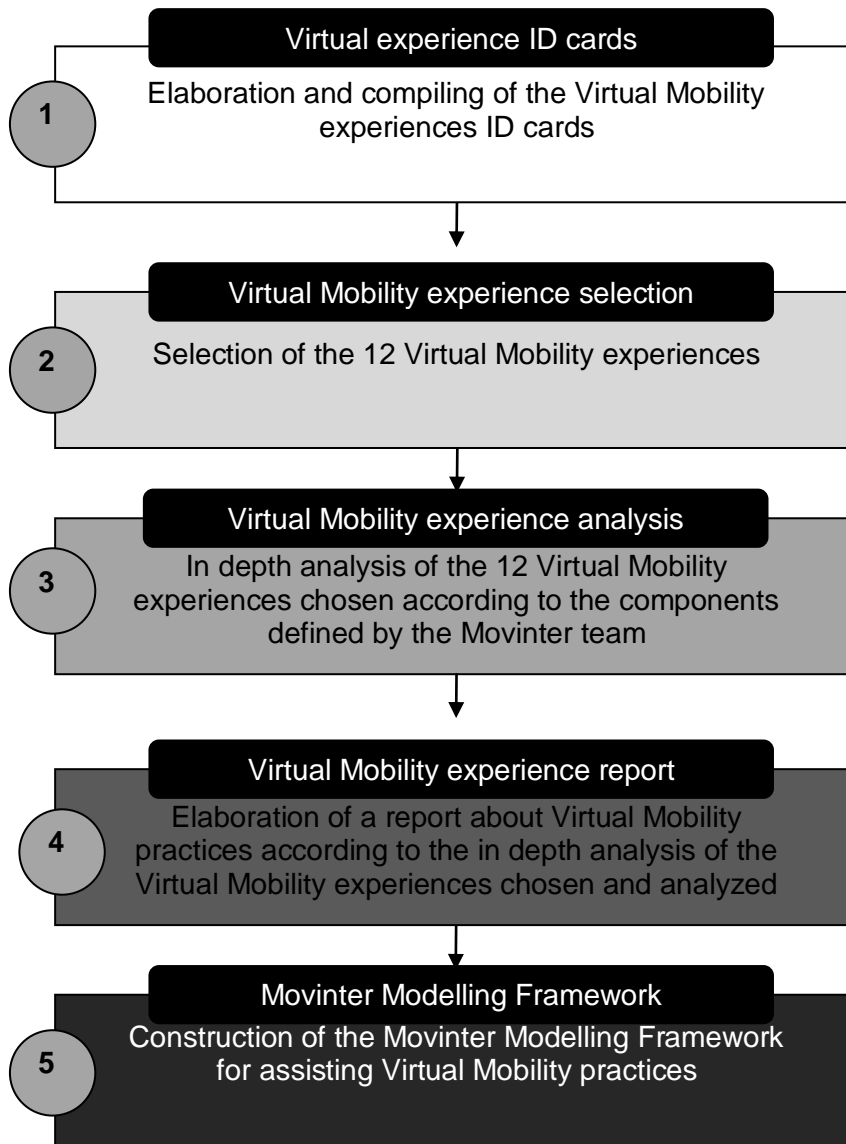 Virtual experience ID cards
1
Elaboration and compiling of the Virtual Mobility
experiences ID cards
Virtual Mobility experience selection
2
Selection of the 12 Virtual Mobility experiences
Virtual Mobility experience analysis
3
In depth analysis of the 12 Virtual Mobility
experiences chosen according to the components
defined by the Movinter team
Virtual Mobility experience report
4
Elaboration of a report about Virtual Mobility
practices according to the in depth analysis of the
Virtual Mobility experiences chosen and analyzed
Movinter Modelling Framework
5
Construction of the Movinter Modelling Framework
for assisting Virtual Mobility practices